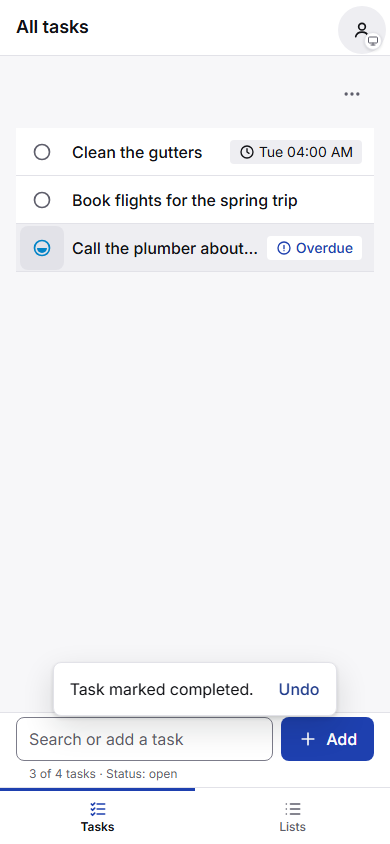 All tasks
Clean the gutters
Tue 04:00 AM
Book flights for the spring trip
Call the plumber about...
Overdue
Task marked completed.
Undo
Search or add a task
Add
3 of 4 tasks · Status: open
Tasks
Lists